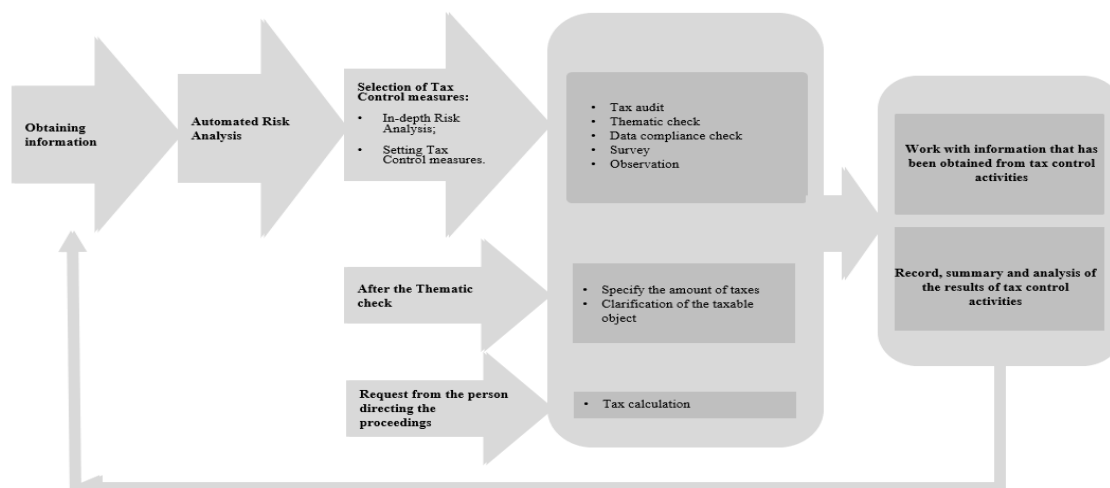 Obtaining
information
Automated Risk
Analysis
Selection of Tax
Control measures:
• In-depth Risk
Analysis;
• Setting Tax
Control measures.
• Tax audit
• Thematic check
• Data compliance check
• Survey
• Observation
After the Thematic
check
• Specify the amount of taxes
• Clarification of the taxable
object
Request from the person
directing the
proceedings
• Tax calculation
Work with information that has
been obtained from tax control
activities
Record, summary and analysis of
the results of tax control
activities